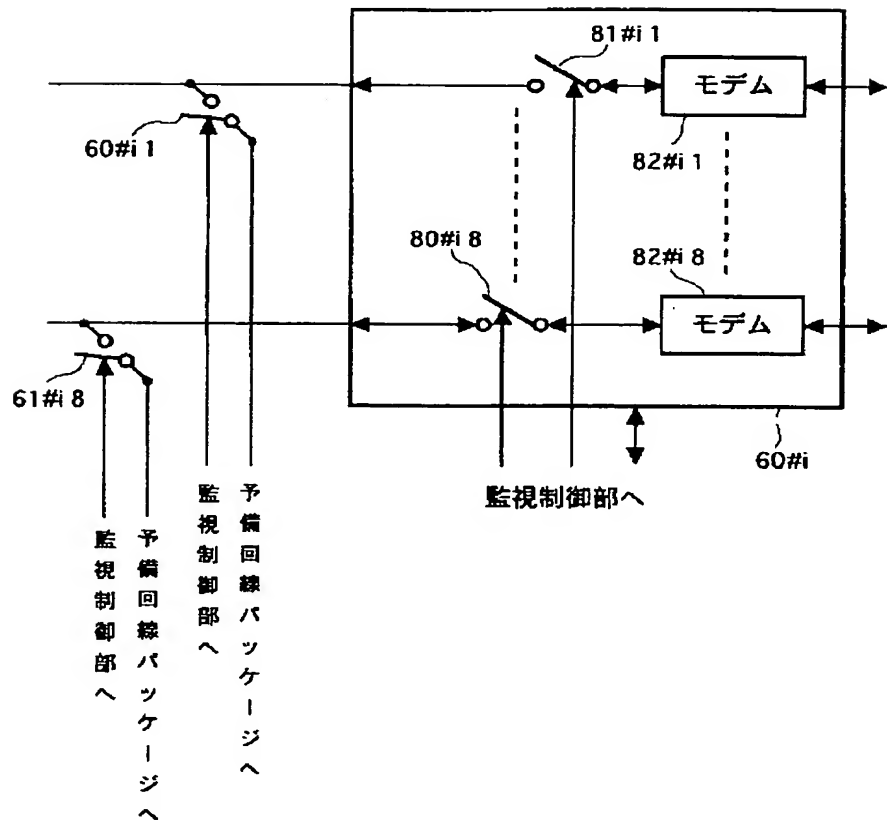 81#i 1
モデム
60#i 1
82#i 1
80#i 8
82#i 8
モデム
61#i 8
60#i
監視制御部へ
予備回線パッケージへ
監視制御部へ
予備回線パッケージへ
監視制御部へ